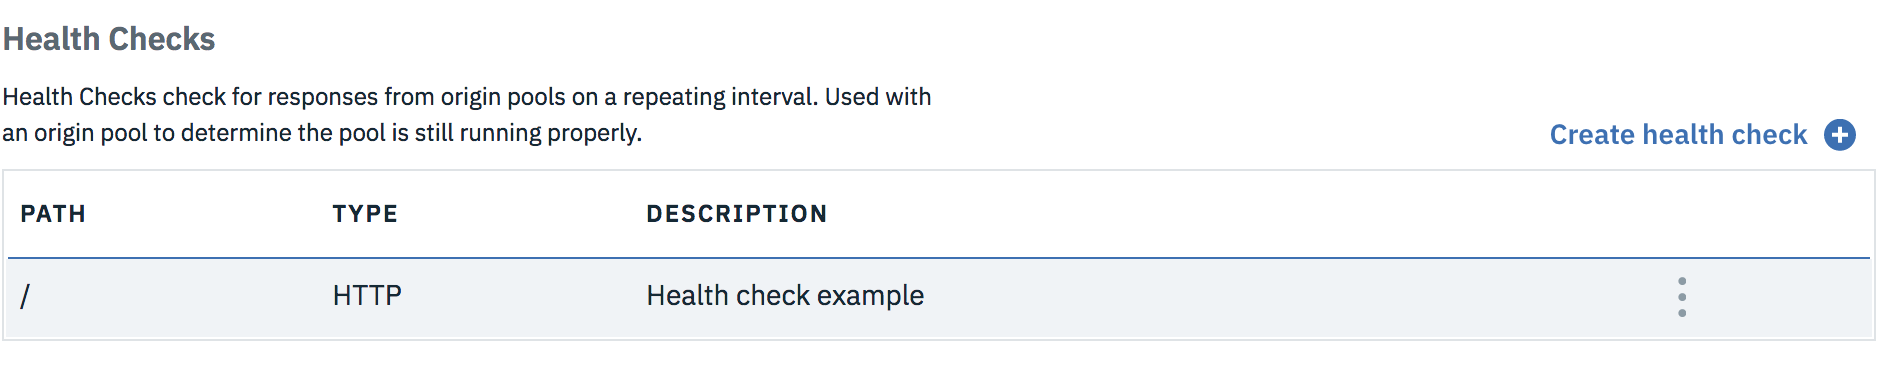 Health Checks
Health Checks check for responses from origin pools on a repeating interval. Used with
an origin pool to determine the pool is still running properly.
Create health check
PATH TYPE DESCRIPTION
/ HTTP Health check example